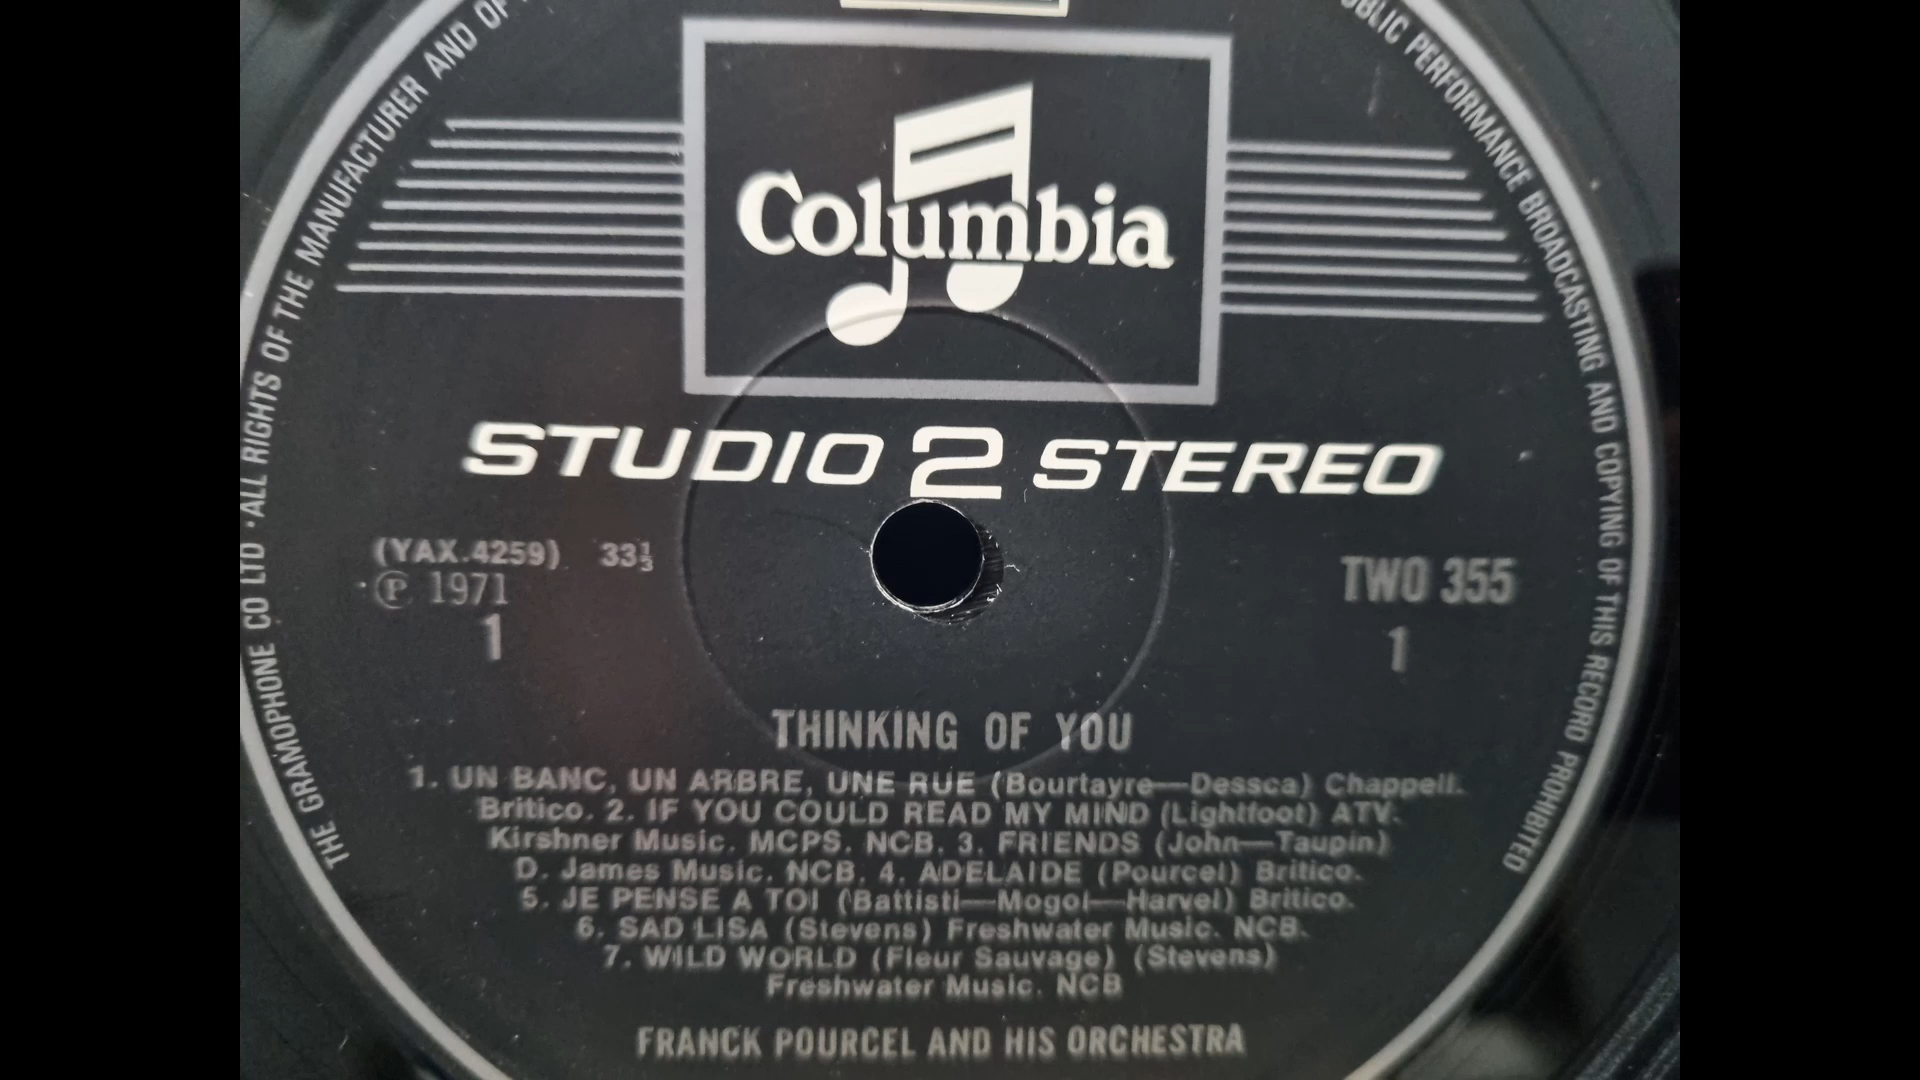 THE GRAMOPHONE CO LTD · ALL RIGHTS OF THE MANUFACTURER AND OF
PUBLIC PERFORMANCE BROADCASTING AND COPYING OF THIS RECORD PROHIBITED
Columbia
STUDIO 2 STEREO
(YAX.4259) 33⅓
Ⓟ 1971
1
TWO 355
1
THINKING OF YOU
1. UN BANC, UN ARBRE, UNE RUE (Bourtayre—Dessca) Chappell.
Britico. 2. IF YOU COULD READ MY MIND (Lightfoot) ATV.
Kirshner Music. MCPS. NCB. 3. FRIENDS (John—Taupin)
D. James Music. NCB. 4. ADELAIDE (Pourcel) Britico.
5. JE PENSE A TOI (Battisti—Mogol—Harvel) Britico.
6. SAD LISA (Stevens) Freshwater Music. NCB.
7. WILD WORLD (Fleur Sauvage) (Stevens)
Freshwater Music. NCB
FRANCK POURCEL AND HIS ORCHESTRA